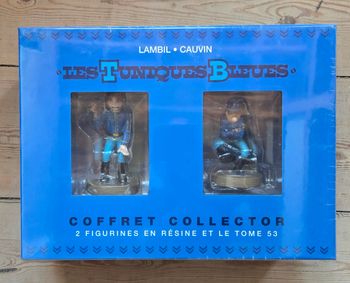 LAMBIL • CAUVIN
"LES TUNIQUES BLEUES"
COFFRET COLLECTOR
2 FIGURINES EN RÉSINE ET LE TOME 53